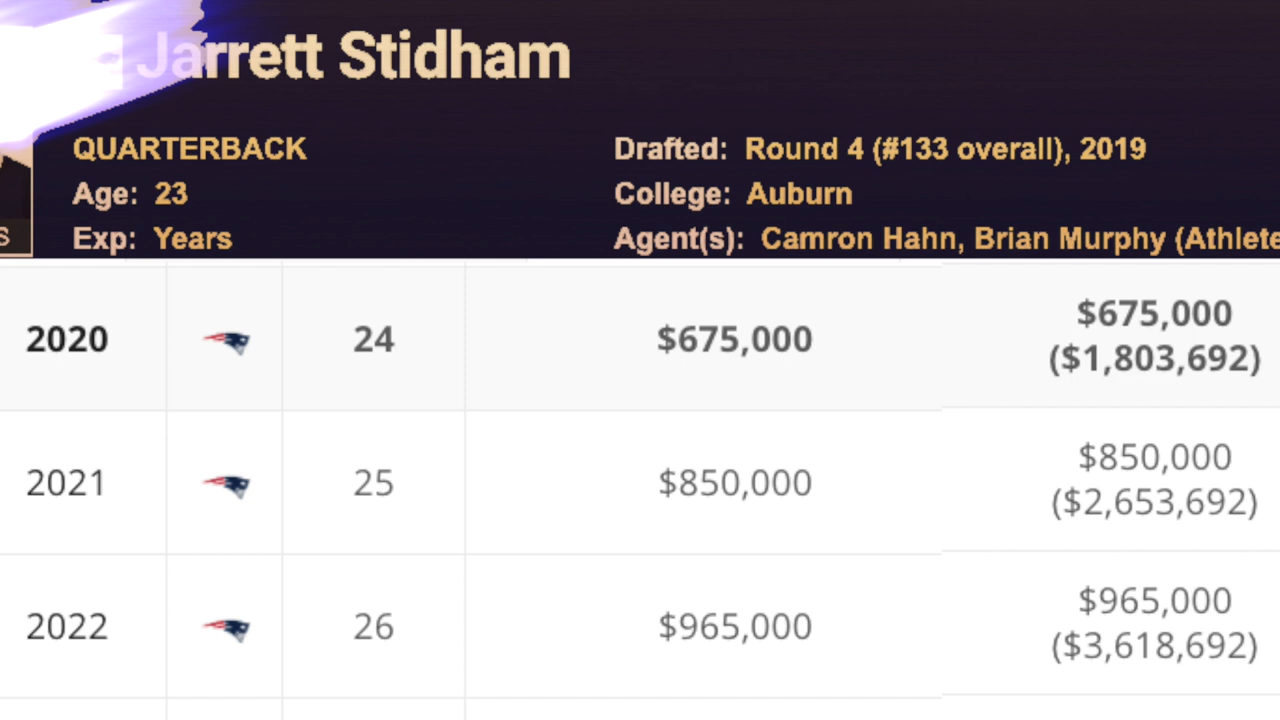 Jarrett Stidham
QUARTERBACK
Drafted: Round 4 (#133 overall), 2019
Age: 23
College: Auburn
S
Exp: Years
Agent(s): Camron Hahn, Brian Murphy (Athlete
2020 24 $675,000 $675,000
($1,803,692)
2021 25 $850,000 $850,000
($2,653,692)
2022 26 $965,000 $965,000
($3,618,692)